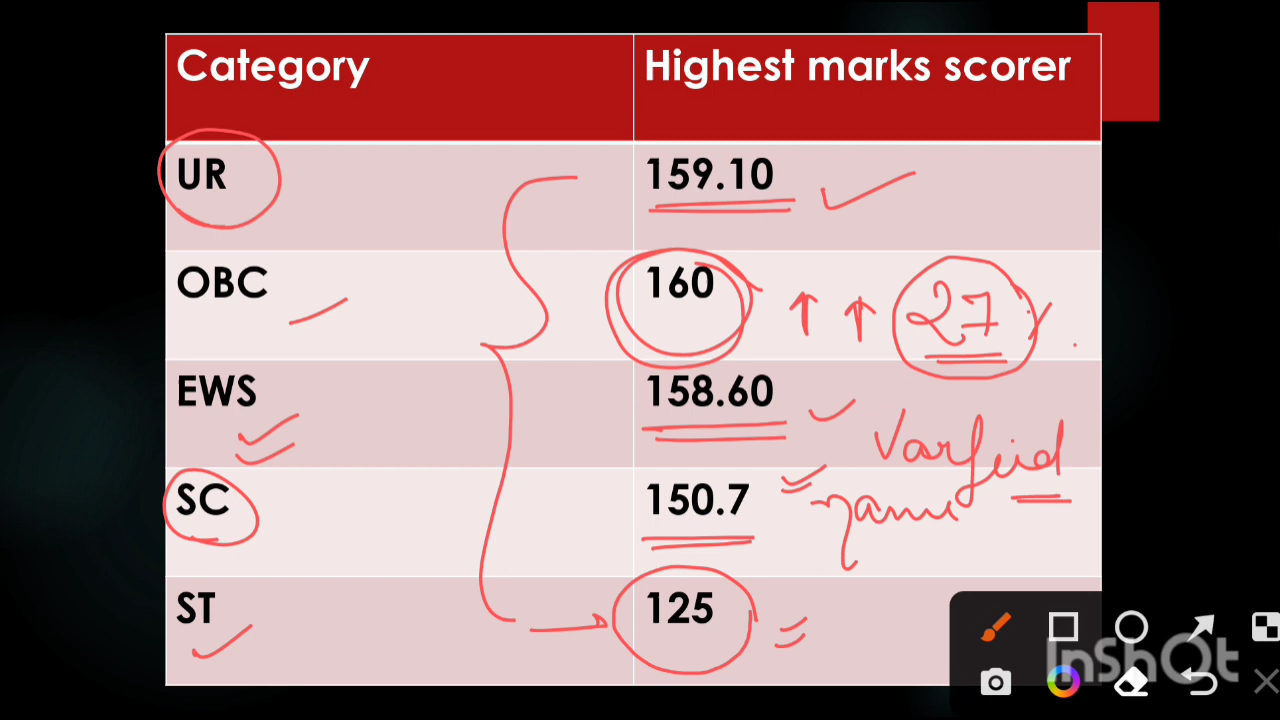 Category Highest marks scorer
UR 159.10
OBC 160 27%.
EWS 158.60
SC 150.7
ST 125
InShOt